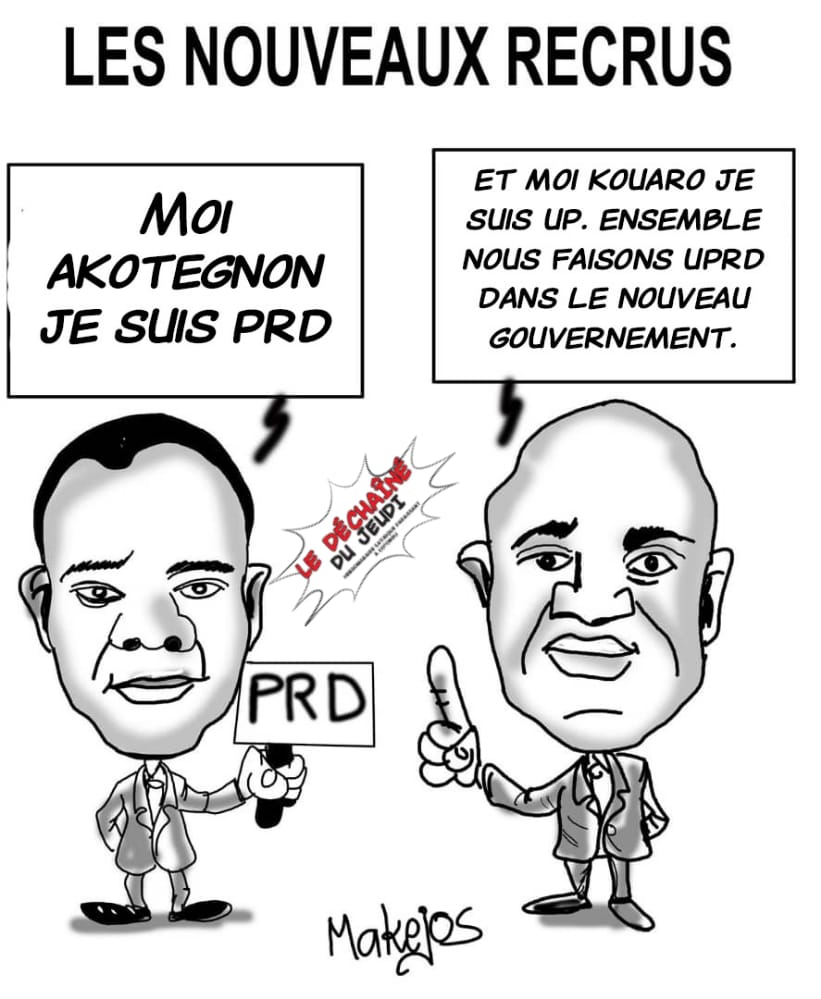 LES NOUVEAUX RECRUS
MOI
AKOTEGNON
JE SUIS PRD
ET MOI KOUARO JE
SUIS UP. ENSEMBLE
NOUS FAISONS UPRD
DANS LE NOUVEAU
GOUVERNEMENT.
LE DÉCHAÎNÉ
DU JEUDI
PRD
Makejos